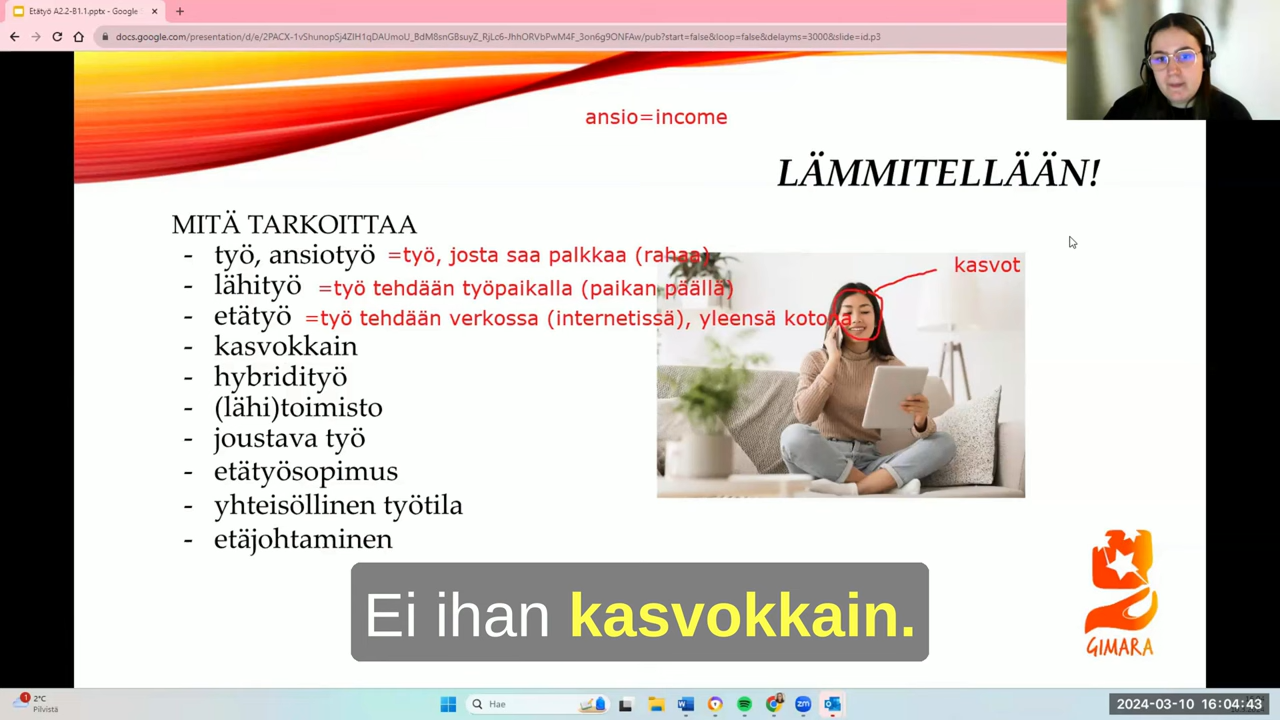 Etätyö A2.2-B1.1.pptx - Google
docs.google.com/presentation/d/e/2PACX-1vShunopSj4ZIH1qDAUmoU_BdM8snGBsuyZ_RjLc6-JhhORVbPwM4F_3on6g9ONFAw/pub?start=false&loop=false&delayms=3000&slide=id.p3
ansio=income
LÄMMITELLÄÄN!
MITÄ TARKOITTAA
- työ, ansiotyö =työ, josta saa palkkaa (rahaa)
- lähityö =työ tehdään työpaikalla (paikan päällä)
- etätyö =työ tehdään verkossa (internetissä), yleensä kotona
- kasvokkain
- hybridityö
- (lähi)toimisto
- joustava työ
- etätyösopimus
- yhteisöllinen työtila
- etäjohtaminen
kasvot
GIMARA
Ei ihan kasvokkain.
1
2°C
Pilvistä
Hae
2024-03-10 16:04:43